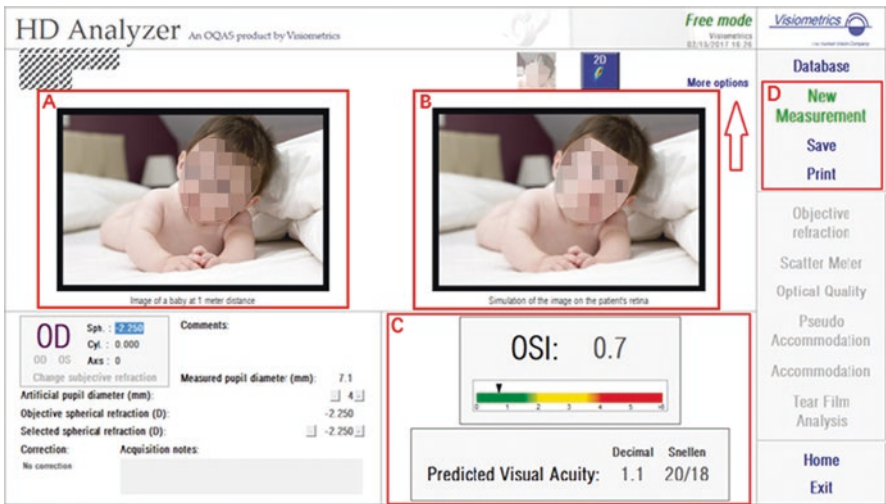 HD Analyzer An OQAS product by Visiometrics
Free mode
Visiometrics
02/15/2017 16:26
Visiometrics
2D
More options
A
B
Image of a baby at 1 meter distance
Simulation of the image on the patient's retina
Database
D
New
Measurement
Save
Print
Objective
refraction
Scatter Meter
Optical Quality
Pseudo
Accommodation
Accommodation
Tear Film
Analysis
Home
Exit
OD
OD OS
Sph. : -2.250
Cyl. : 0.000
Axs : 0
Change subjective refraction
Comments:
Measured pupil diameter (mm): 7.1
Artificial pupil diameter (mm): - 4 -
Objective spherical refraction (D): -2.250
Selected spherical refraction (D): - -2.250 -
Correction: Acquisition notes:
No correction
C
OSI: 0.7
0 1 2 3 4 5
Decimal Snellen
Predicted Visual Acuity: 1.1 20/18